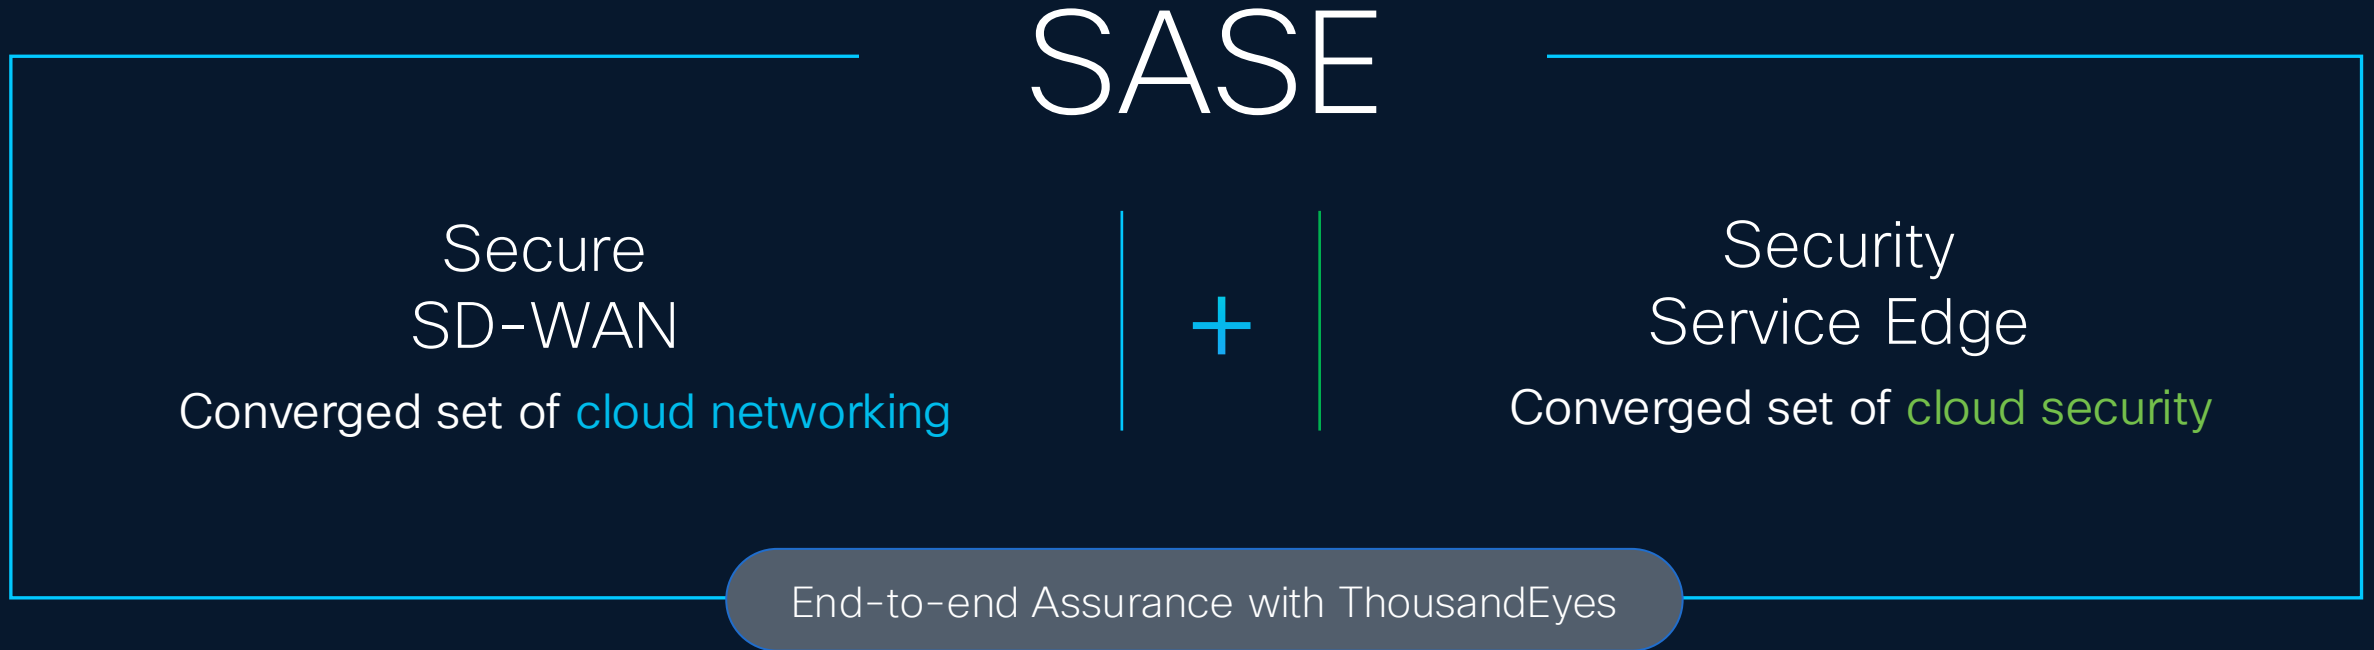 SASE
Secure
SD-WAN
Converged set of cloud networking
+
Security
Service Edge
Converged set of cloud security
End-to-end Assurance with ThousandEyes